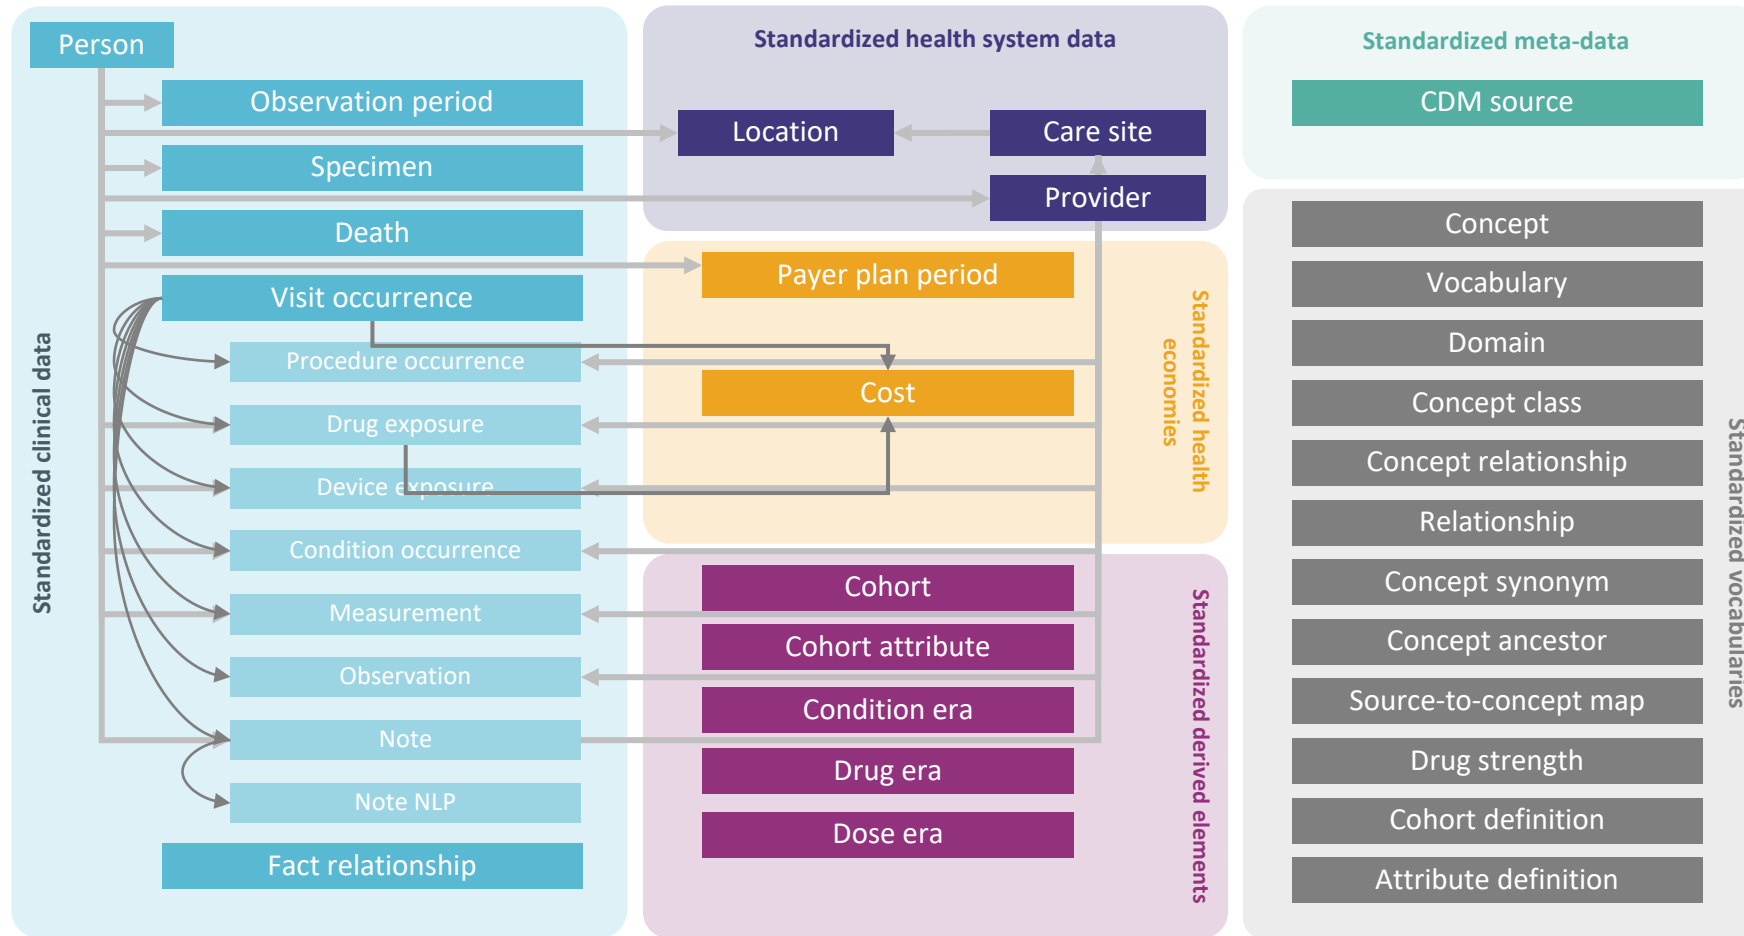 Person
Observation period
Specimen
Death
Visit occurrence
Procedure occurrence
Drug exposure
Device exposure
Condition occurrence
Measurement
Observation
Note
Note NLP
Fact relationship
Standardized clinical data
Standardized health system data
Location
Care site
Provider
Payer plan period
Cost
Standardized health
economies
Cohort
Cohort attribute
Condition era
Drug era
Dose era
Standardized derived elements
Standardized meta-data
CDM source
Concept
Vocabulary
Domain
Concept class
Concept relationship
Relationship
Concept synonym
Concept ancestor
Source-to-concept map
Drug strength
Cohort definition
Attribute definition
Standardized vocabularies